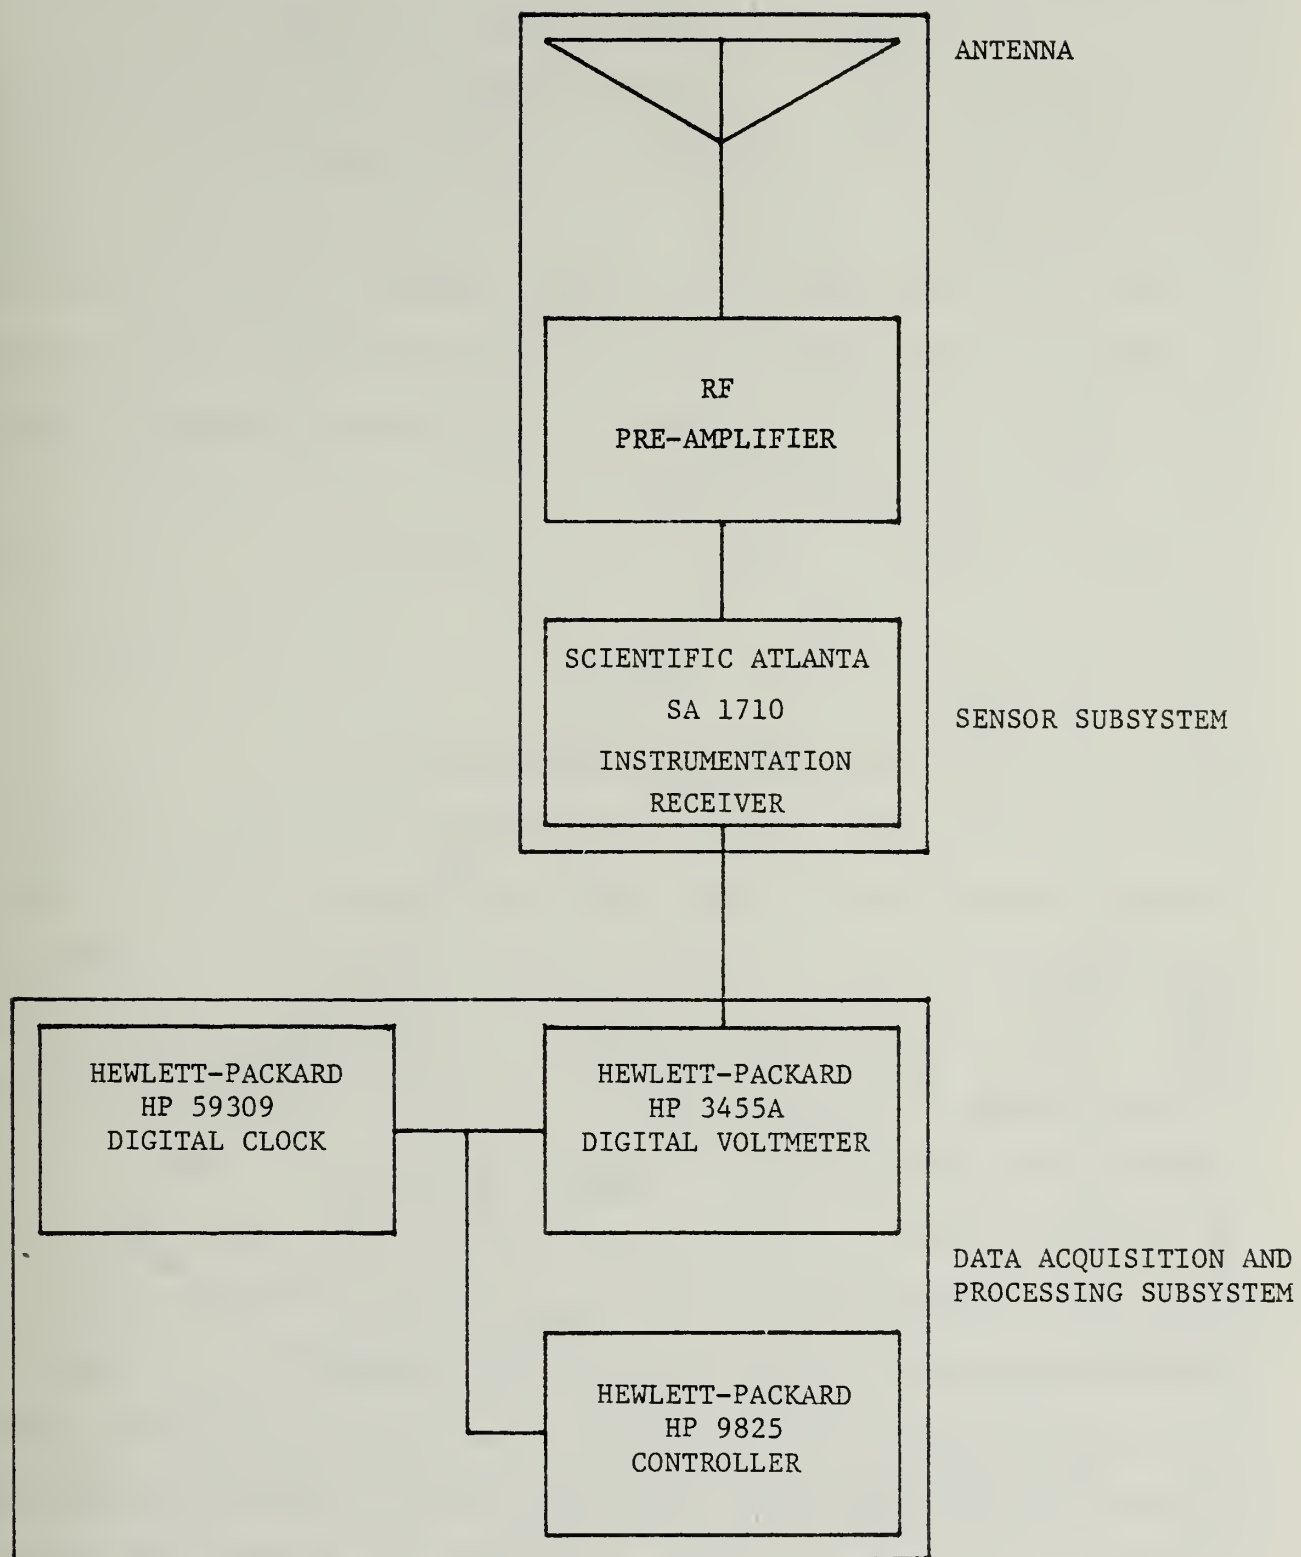 ANTENNA
RF
PRE-AMPLIFIER
SCIENTIFIC ATLANTA
SA 1710
INSTRUMENTATION
RECEIVER
SENSOR SUBSYSTEM
HEWLETT-PACKARD
HP 59309
DIGITAL CLOCK
HEWLETT-PACKARD
HP 3455A
DIGITAL VOLTMETER
DATA ACQUISITION AND
PROCESSING SUBSYSTEM
HEWLETT-PACKARD
HP 9825
CONTROLLER